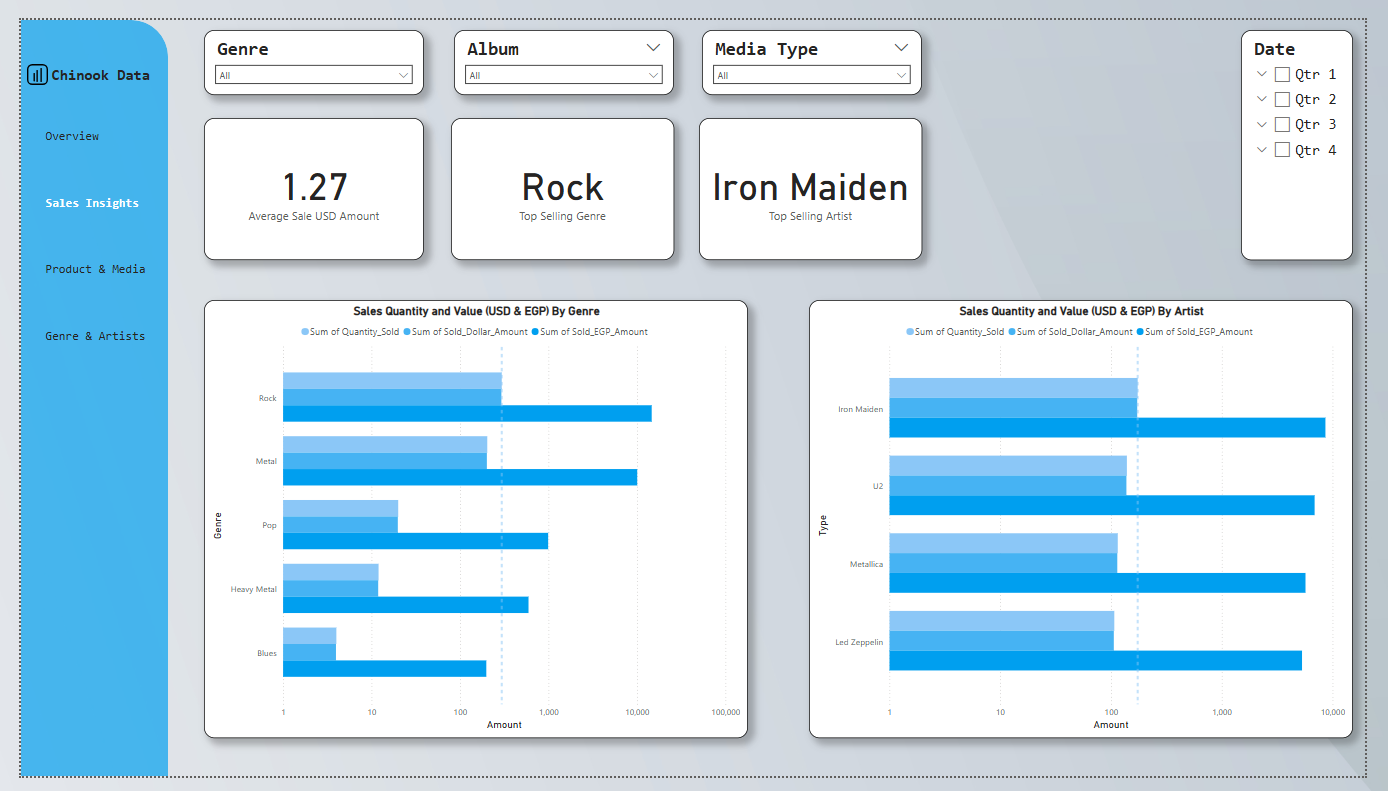 Chinook Data
Overview
Sales Insights
Product & Media
Genre & Artists
Genre
All
Album
All
Media Type
All
Date
Qtr 1
Qtr 2
Qtr 3
Qtr 4
1.27
Average Sale USD Amount
Rock
Top Selling Genre
Iron Maiden
Top Selling Artist
Sales Quantity and Value (USD & EGP) By Genre
Sum of Quantity_Sold Sum of Sold_Dollar_Amount Sum of Sold_EGP_Amount
Genre
Rock
Metal
Pop
Heavy Metal
Blues
1 10 100 1,000 10,000 100,000
Amount
Sales Quantity and Value (USD & EGP) By Artist
Sum of Quantity_Sold Sum of Sold_Dollar_Amount Sum of Sold_EGP_Amount
Type
Iron Maiden
U2
Metallica
Led Zeppelin
1 10 100 1,000 10,000
Amount